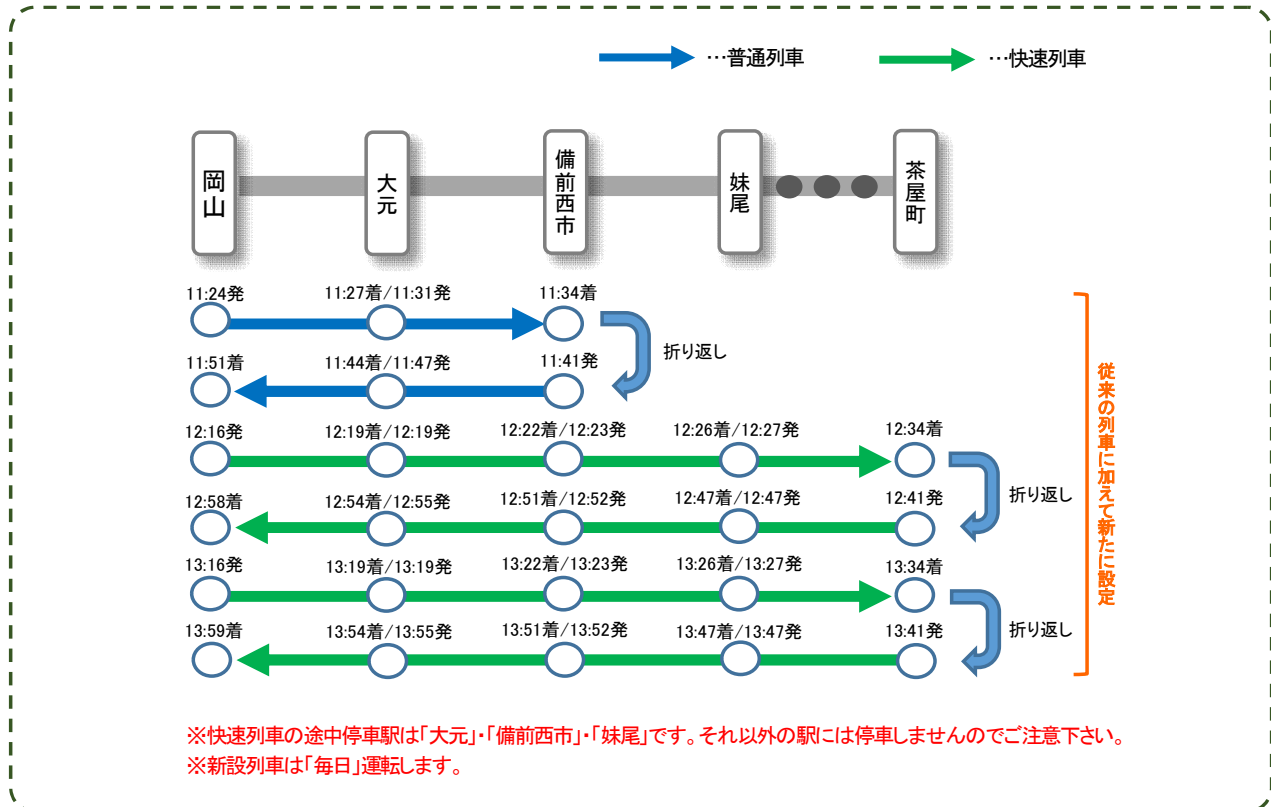 …普通列車 …快速列車
岡山 大元 備前西市 妹尾 茶屋町
11:24発 11:27着/11:31発 11:34着
折り返し
11:51着 11:44着/11:47発 11:41発
12:16発 12:19着/12:19発 12:22着/12:23発 12:26着/12:27発 12:34着
折り返し
12:58着 12:54着/12:55発 12:51着/12:52発 12:47着/12:47発 12:41発
13:16発 13:19着/13:19発 13:22着/13:23発 13:26着/13:27発 13:34着
折り返し
13:59着 13:54着/13:55発 13:51着/13:52発 13:47着/13:47発 13:41発
従来の列車に加えて新たに設定
※快速列車の途中停車駅は「大元」・「備前西市」・「妹尾」です。それ以外の駅には停車しませんのでご注意下さい。
※新設列車は「毎日」運転します。